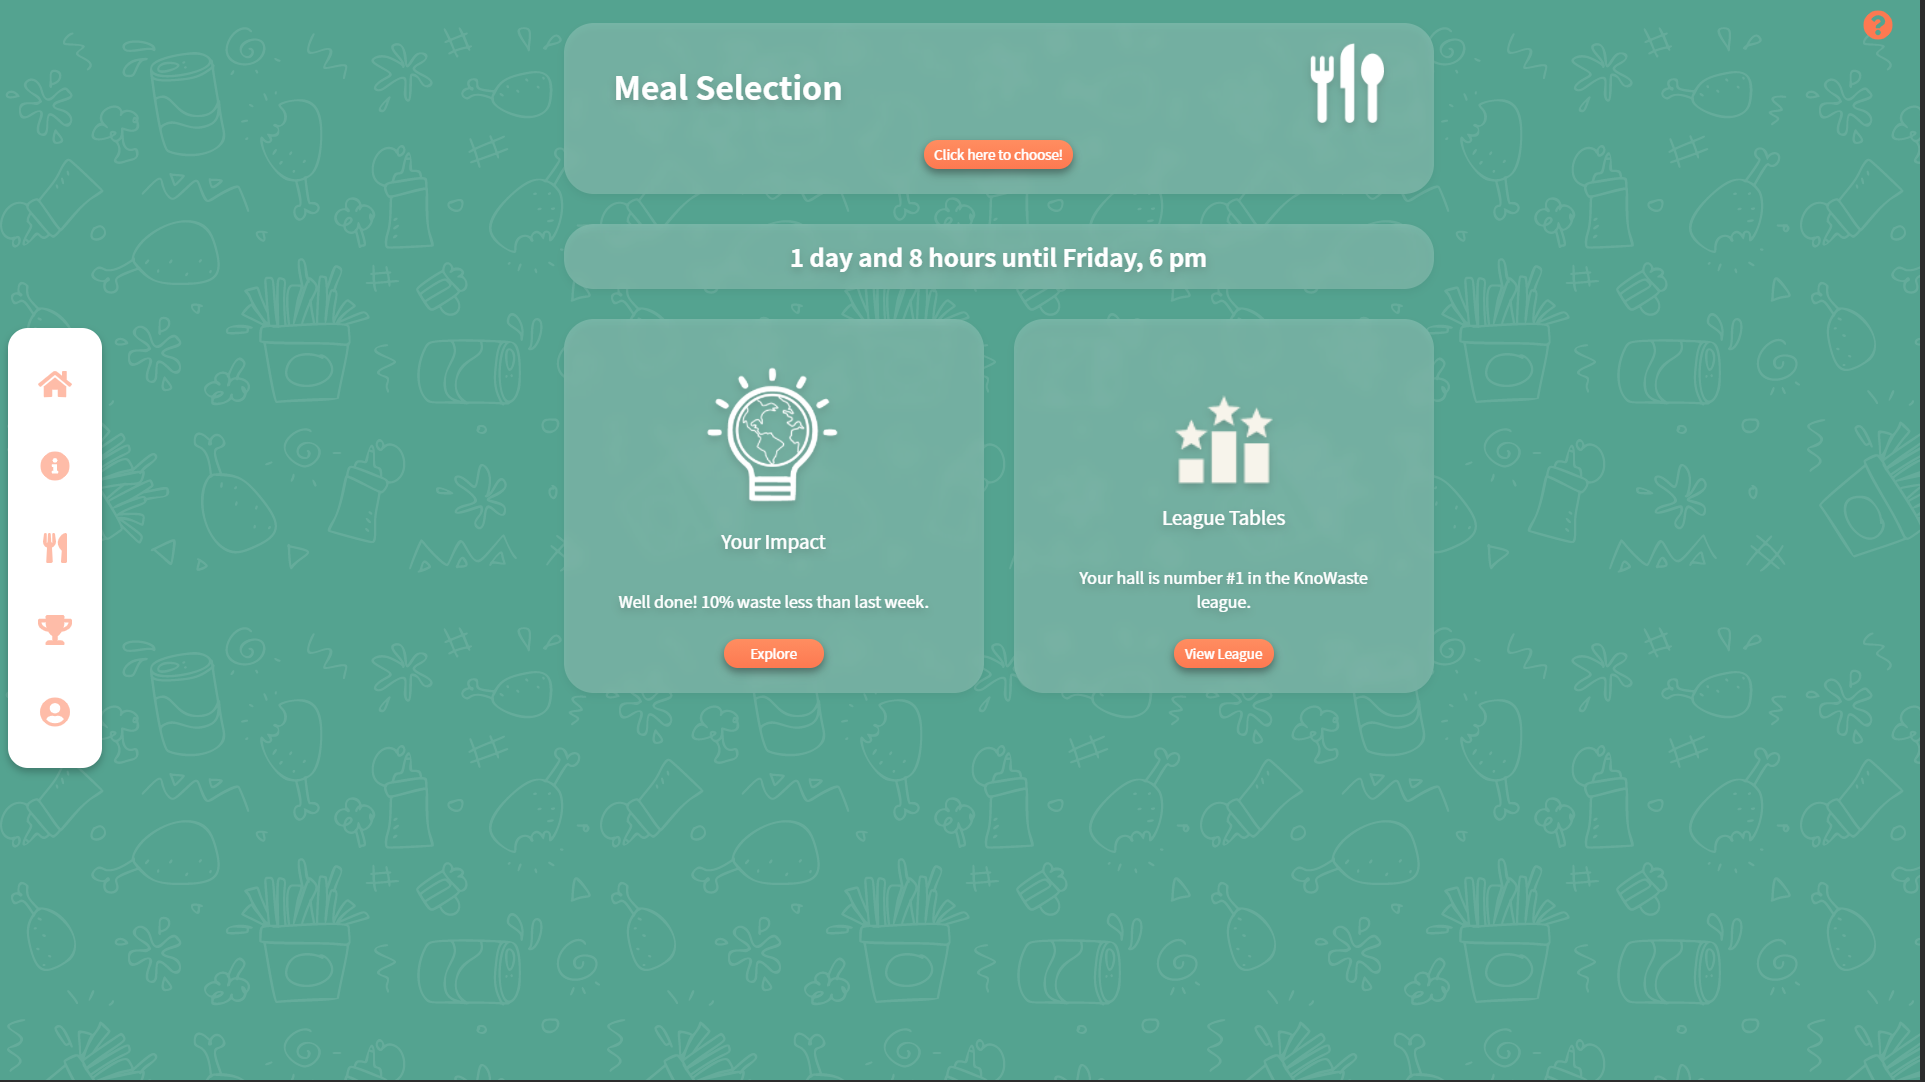 Meal Selection
Click here to choose!
1 day and 8 hours until Friday, 6 pm
Your Impact
Well done! 10% waste less than last week.
Explore
League Tables
Your hall is number #1 in the KnoWaste
league.
View League